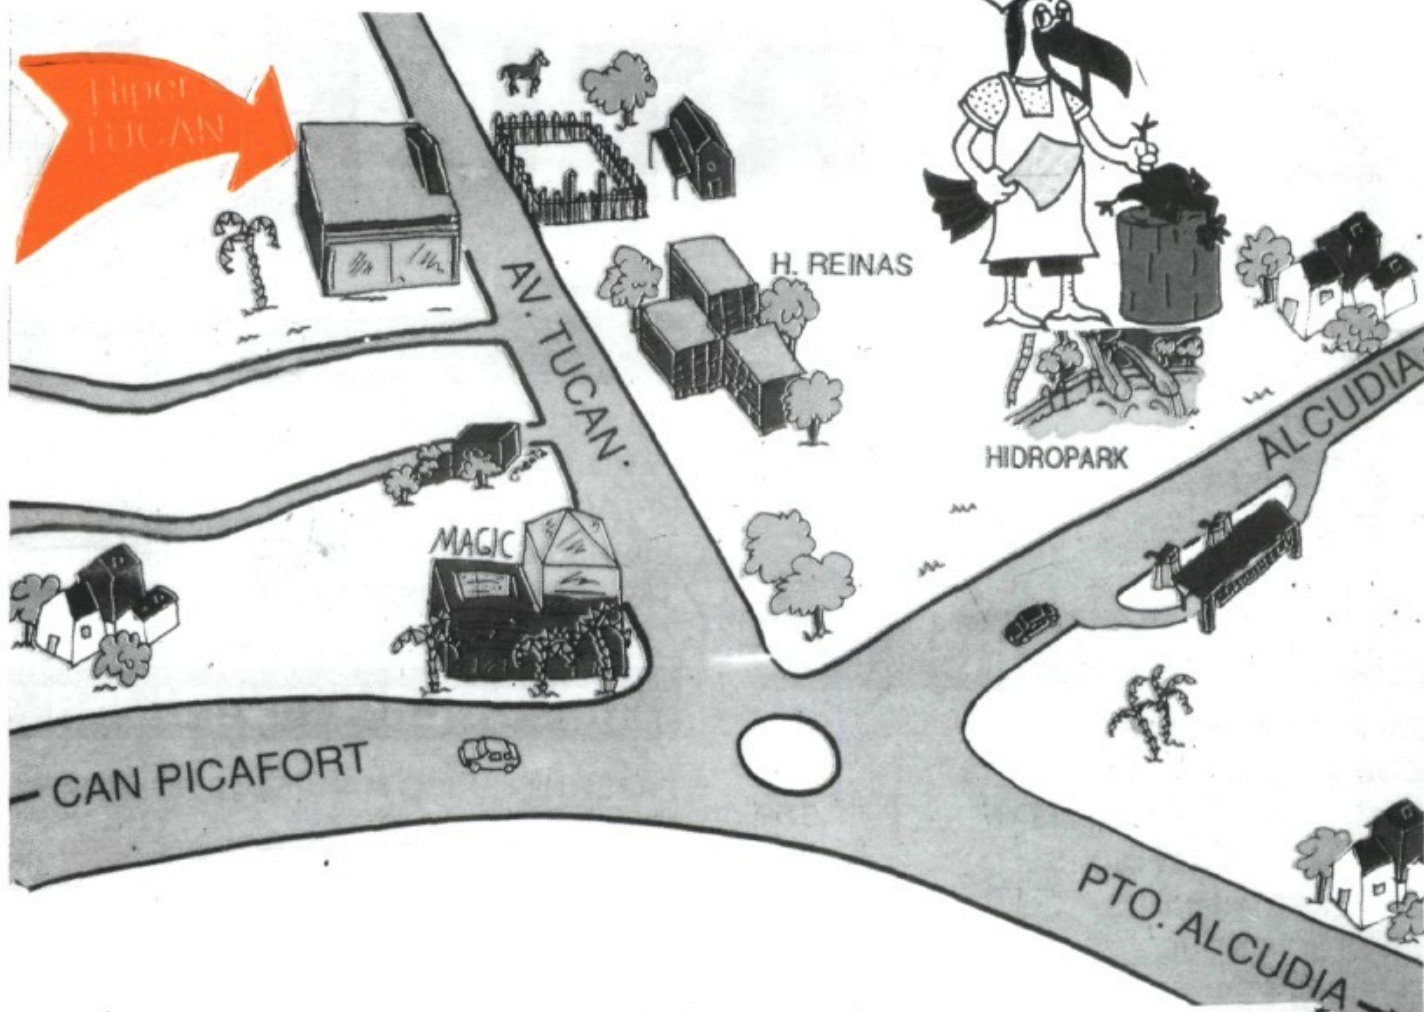 Hiper
TUCAN
H. REINAS
AV. TUCAN
HIDROPARK
ALCUDIA
MAGIC
CAN PICAFORT
PTO. ALCUDIA